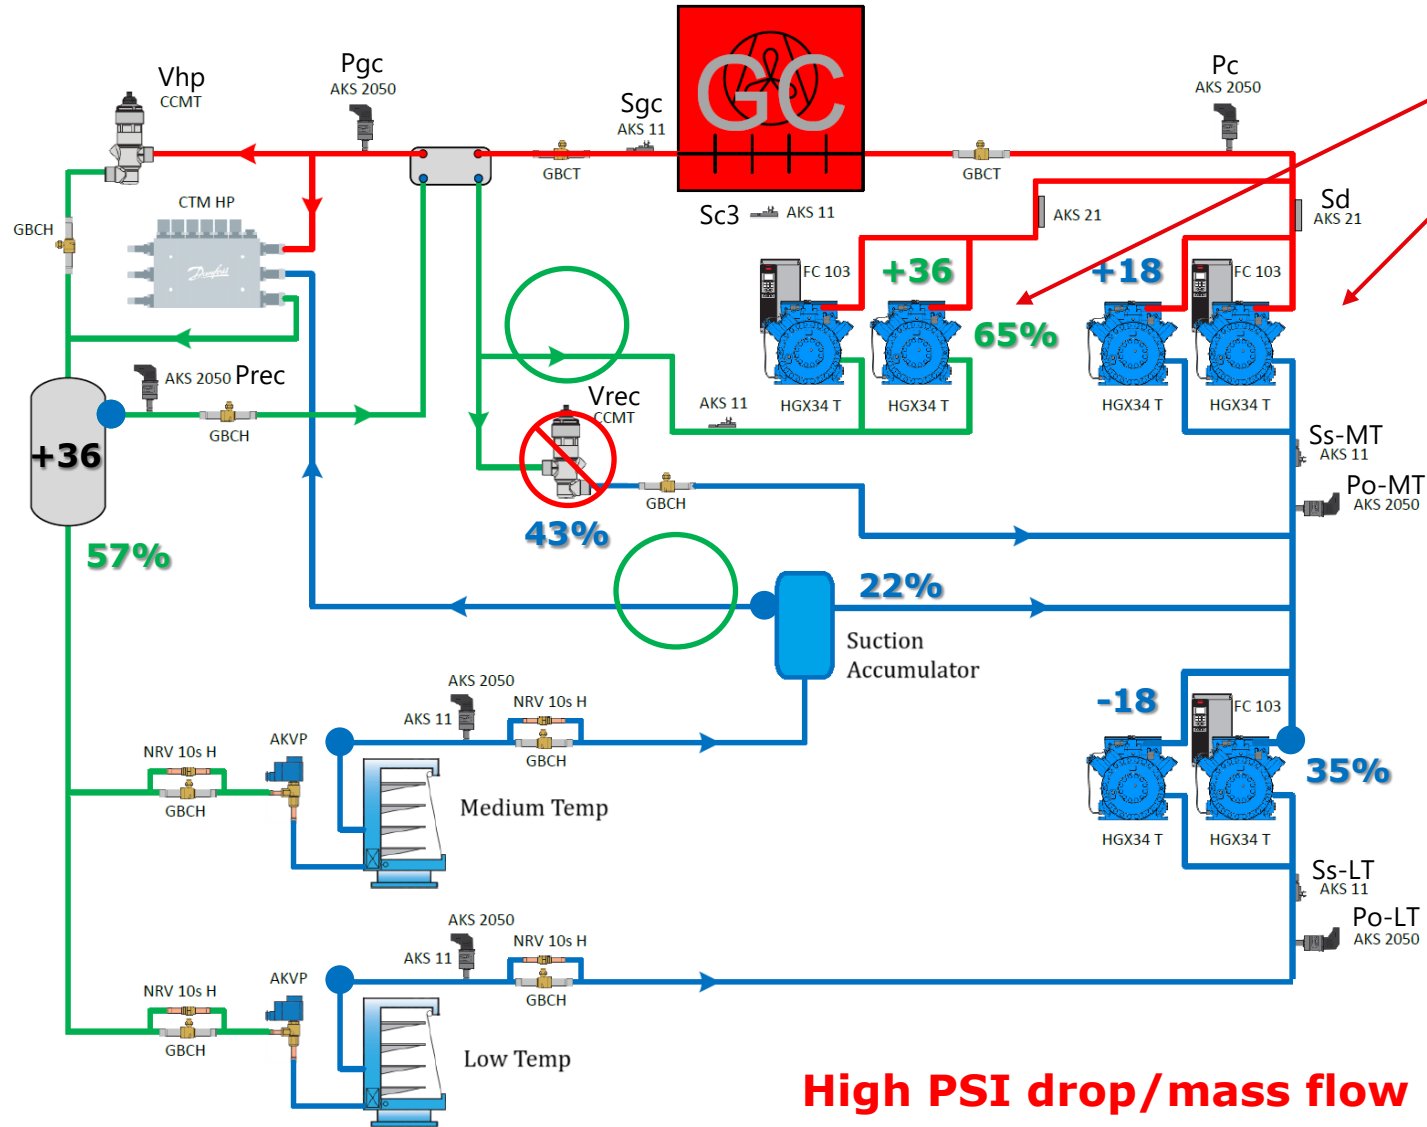 Vhp
CCMT
Pgc
AKS 2050
Sgc
AKS 11
GC
Pc
AKS 2050
GBCT
GBCT
CTM HP
Sc3
AKS 11
AKS 21
Sd
AKS 21
GBCH
Danfoss
FC 103
+36
+18
FC 103
65%
AKS 2050
Prec
GBCH
Vrec
CCMT
AKS 11
HGX34 T
HGX34 T
HGX34 T
HGX34 T
+36
Ss-MT
AKS 11
Po-MT
AKS 2050
GBCH
43%
57%
22%
Suction
Accumulator
AKS 2050
AKS 11
NRV 10s H
GBCH
-18
FC 103
35%
NRV 10s H
GBCH
AKVP
Medium Temp
HGX34 T
HGX34 T
Ss-LT
AKS 11
Po-LT
AKS 2050
AKS 2050
AKS 11
NRV 10s H
GBCH
NRV 10s H
GBCH
AKVP
Low Temp
High PSI drop/mass flow